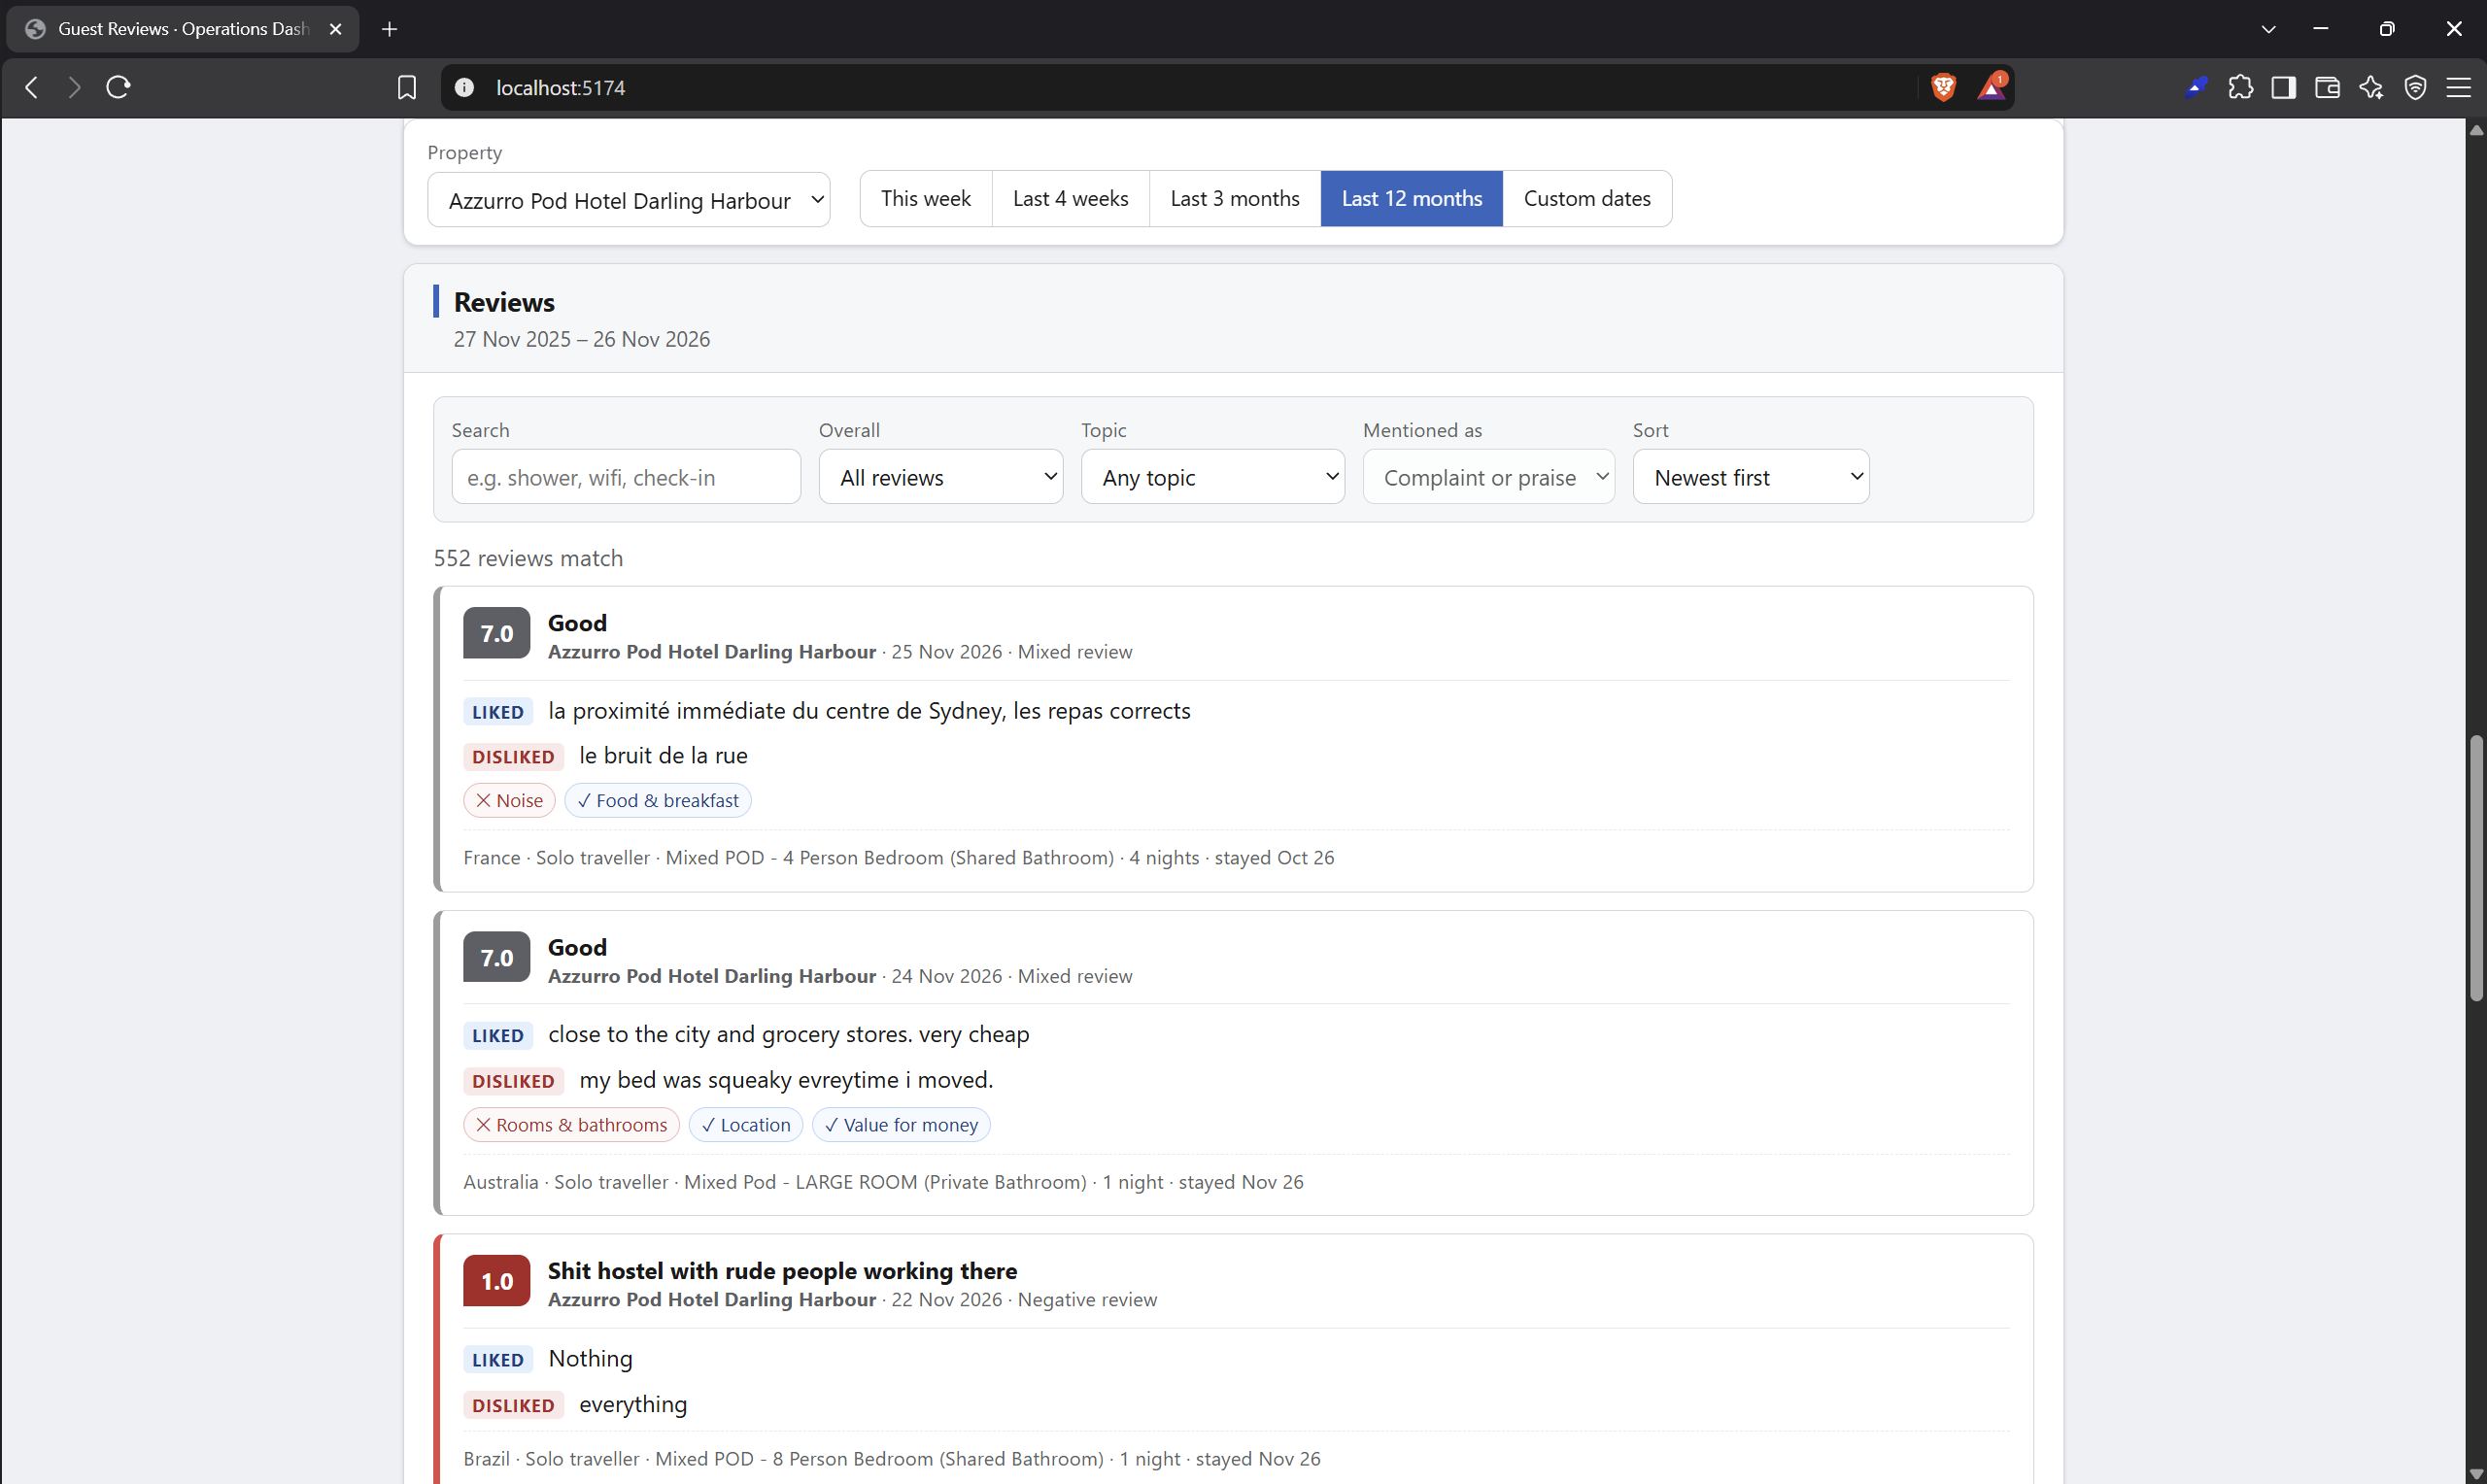 Guest Reviews · Operations Dash
localhost:5174
1
Property
Azzurro Pod Hotel Darling Harbour
This week
Last 4 weeks
Last 3 months
Last 12 months
Custom dates
Reviews
27 Nov 2025 – 26 Nov 2026
Search
Overall
Topic
Mentioned as
Sort
e.g. shower, wifi, check-in
All reviews
Any topic
Complaint or praise
Newest first
552 reviews match
7.0
Good
Azzurro Pod Hotel Darling Harbour · 25 Nov 2026 · Mixed review
LIKED la proximité immédiate du centre de Sydney, les repas corrects
DISLIKED le bruit de la rue
✕ Noise ✓ Food & breakfast
France · Solo traveller · Mixed POD - 4 Person Bedroom (Shared Bathroom) · 4 nights · stayed Oct 26
7.0
Good
Azzurro Pod Hotel Darling Harbour · 24 Nov 2026 · Mixed review
LIKED close to the city and grocery stores. very cheap
DISLIKED my bed was squeaky evreytime i moved.
✕ Rooms & bathrooms ✓ Location ✓ Value for money
Australia · Solo traveller · Mixed Pod - LARGE ROOM (Private Bathroom) · 1 night · stayed Nov 26
1.0
Shit hostel with rude people working there
Azzurro Pod Hotel Darling Harbour · 22 Nov 2026 · Negative review
LIKED Nothing
DISLIKED everything
Brazil · Solo traveller · Mixed POD - 8 Person Bedroom (Shared Bathroom) · 1 night · stayed Nov 26